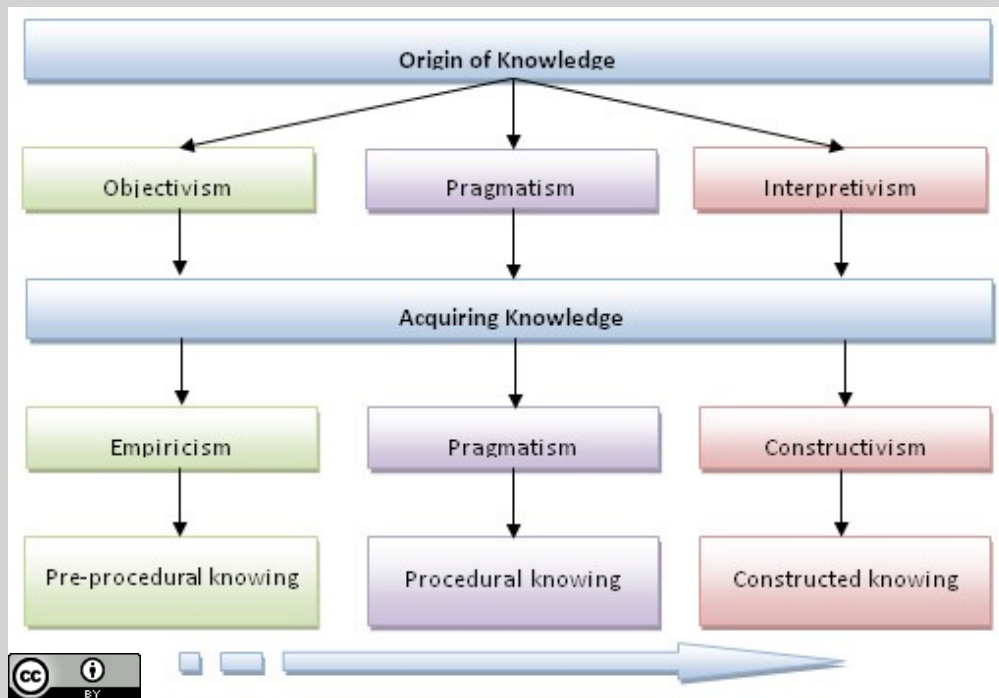 Origin of Knowledge
Objectivism
Pragmatism
Interpretivism
Acquiring Knowledge
Empiricism
Pragmatism
Constructivism
Pre-procedural knowing
Procedural knowing
Constructed knowing
cc
BY